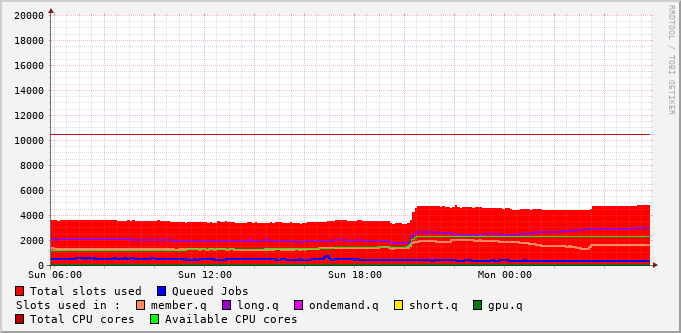 RRDTOOL / TOBI OETIKER
20000
18000
16000
14000
12000
10000
8000
6000
4000
2000
0
Sun 06:00 Sun 12:00 Sun 18:00 Mon 00:00
Total slots used Queued Jobs
Slots used in : member.q long.q ondemand.q short.q gpu.q
Total CPU cores Available CPU cores